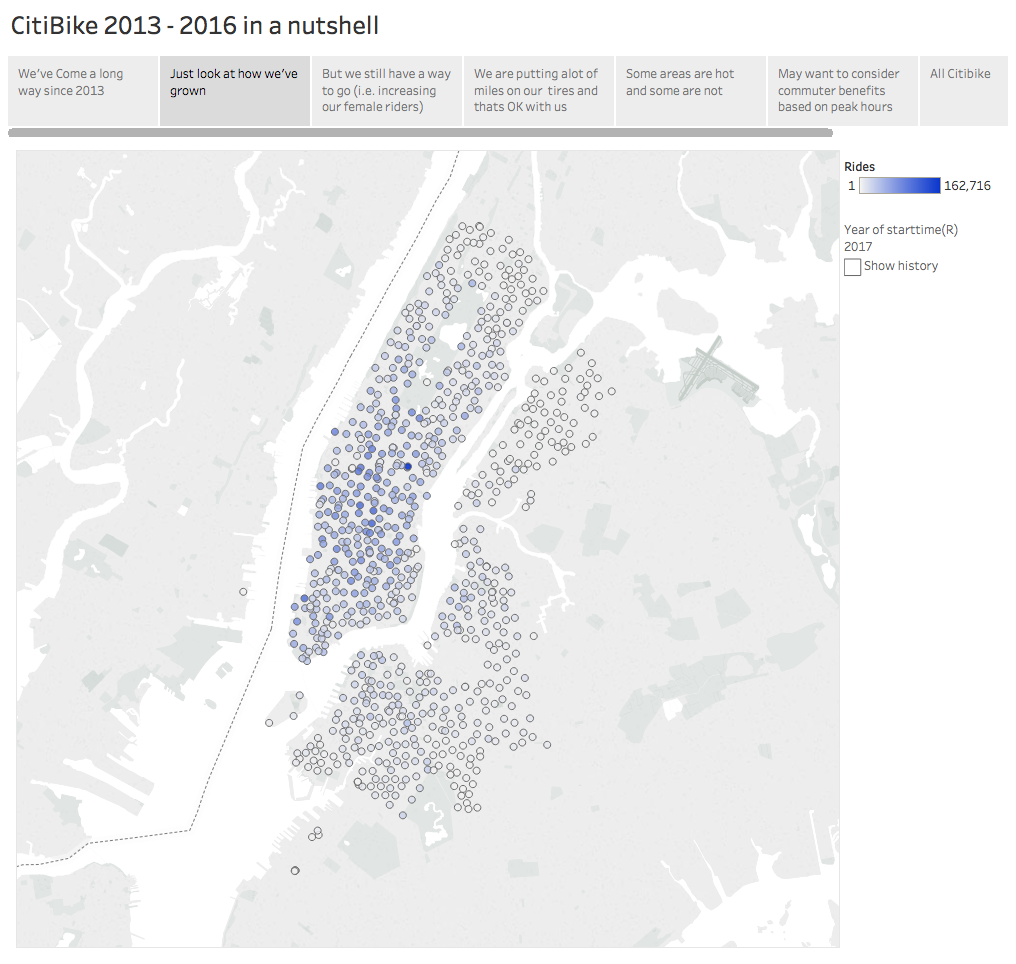 CitiBike 2013 - 2016 in a nutshell
We've Come a long
way since 2013
Just look at how we've
grown
But we still have a way
to go (i.e. increasing
our female riders)
We are putting alot of
miles on our tires and
thats OK with us
Some areas are hot
and some are not
May want to consider
commuter benefits
based on peak hours
All Citibike
Rides
1 162,716
Year of starttime(R)
2017
Show history